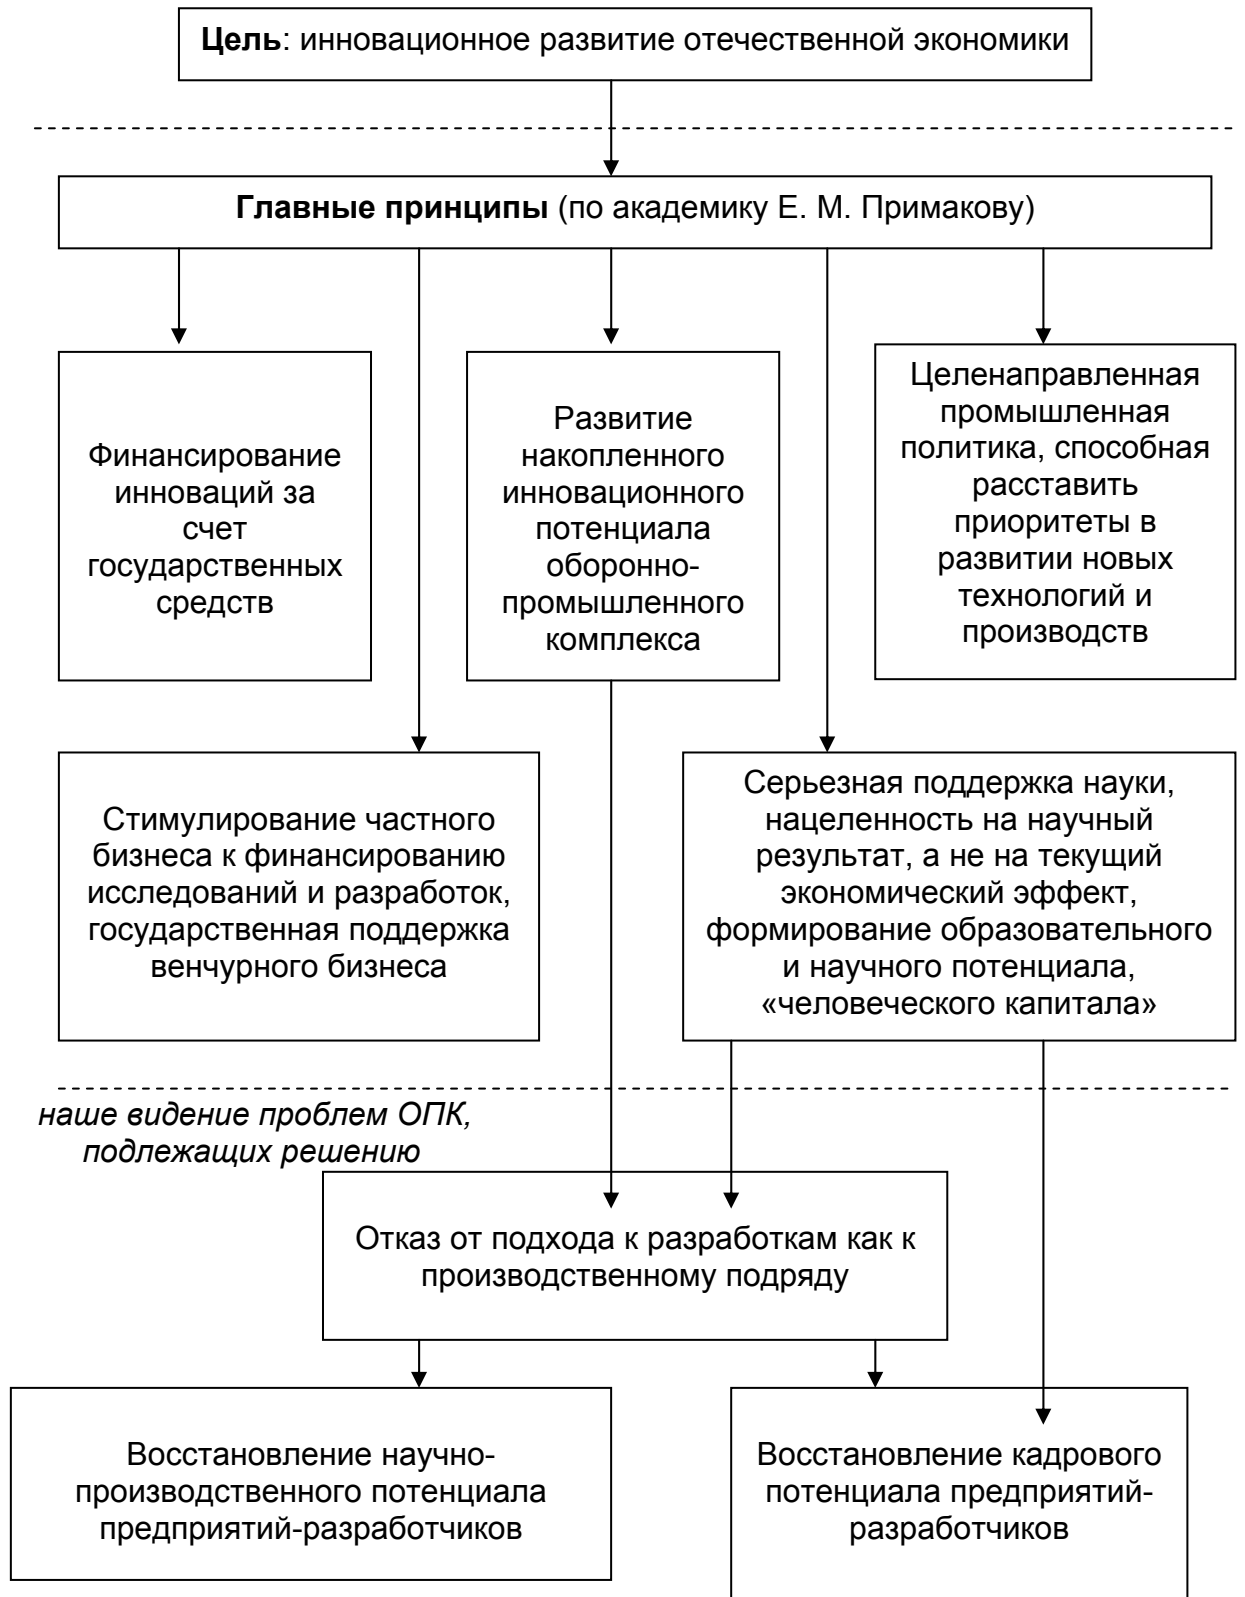 Цель: инновационное развитие отечественной экономики
Главные принципы (по академику Е. М. Примакову)
Финансирование
инноваций за
счет
государственных
средств
Развитие
накопленного
инновационного
потенциала
оборонно-
промышленного
комплекса
Целенаправленная
промышленная
политика, способная
расставить
приоритеты в
развитии новых
технологий и
производств
Стимулирование частного
бизнеса к финансированию
исследований и разработок,
государственная поддержка
венчурного бизнеса
Серьезная поддержка науки,
нацеленность на научный
результат, а не на текущий
экономический эффект,
формирование образовательного
и научного потенциала,
«человеческого капитала»
наше видение проблем ОПК,
подлежащих решению
Отказ от подхода к разработкам как к
производственному подряду
Восстановление научно-
производственного потенциала
предприятий-разработчиков
Восстановление кадрового
потенциала предприятий-
разработчиков